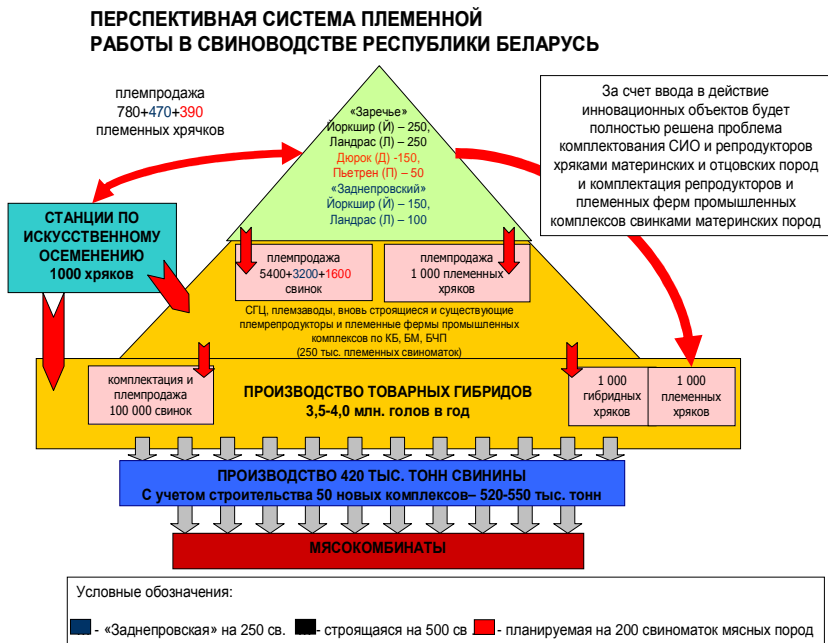 ПЕРСПЕКТИВНАЯ СИСТЕМА ПЛЕМЕННОЙ
РАБОТЫ В СВИНОВОДСТВЕ РЕСПУБЛИКИ БЕЛАРУСЬ
племпродажа
780+470+390
племенных хрячков
«Заречье»
Йоркшир (Й) – 250,
Ландрас (Л) – 250
Дюрок (Д) -150,
Пьетрен (П) – 50
«Заднепровский»
Йоркшир (Й) – 150,
Ландрас (Л) – 100
За счет ввода в действие
инновационных объектов будет
полностью решена проблема
комплектования СИО и репродукторов
хряками материнских и отцовских пород
и комплектация репродукторов и
племенных ферм промышленных
комплексов свинками материнских пород
СТАНЦИИ ПО
ИСКУССТВЕННОМУ
ОСЕМЕНЕНИЮ
1000 хряков
племпродажа
5400+3200+1600
свинок
племпродажа
1 000 племенных
хряков
СГЦ, племзаводы, вновь строящиеся и существующие
племрепродукторы и племенные фермы промышленных
комплексов по КБ, БМ, БЧП
(250 тыс. племенных свиноматок)
комплектация и
племпродажа
100 000 свинок
ПРОИЗВОДСТВО ТОВАРНЫХ ГИБРИДОВ
3,5-4,0 млн. голов в год
1 000
гибридных
хряков
1 000
племенных
хряков
ПРОИЗВОДСТВО 420 ТЫС. ТОНН СВИНИНЫ
С учетом строительства 50 новых комплексов– 520-550 тыс. тонн
МЯСОКОМБИНАТЫ
Условные обозначения:
- «Заднепровская» на 250 св. - строящаяся на 500 св - планируемая на 200 свиноматок мясных пород